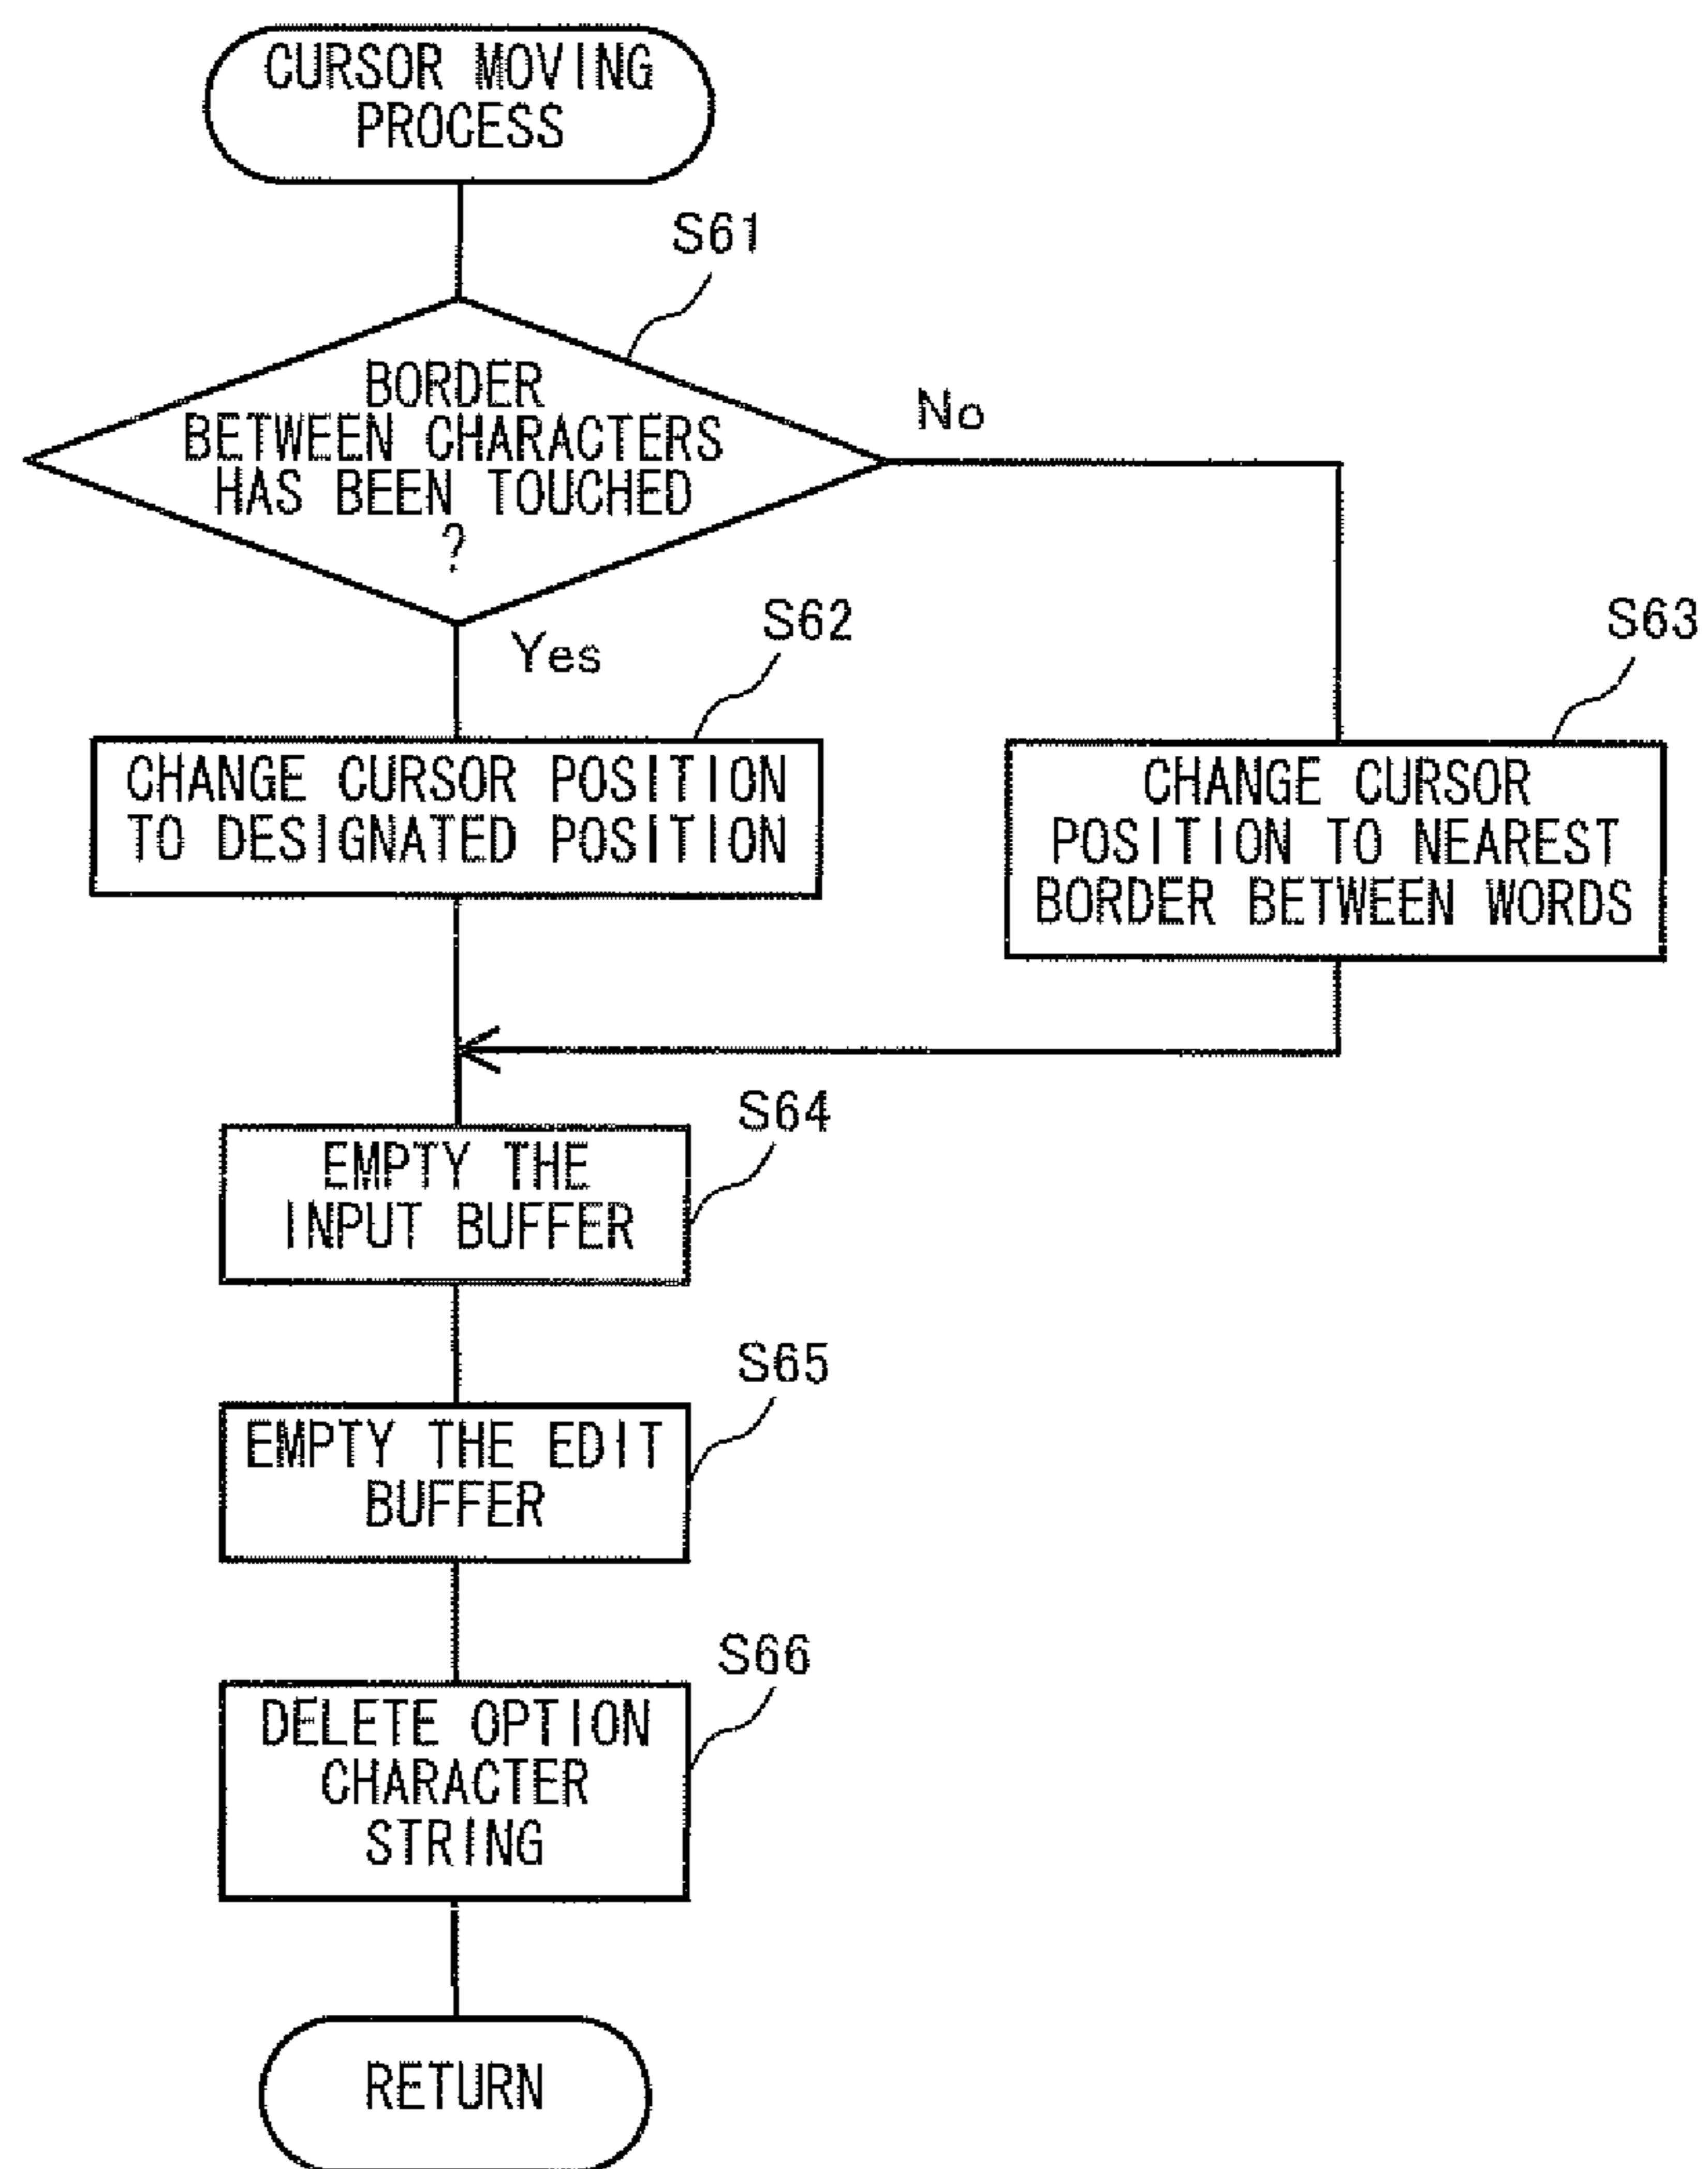 CURSOR MOVING
PROCESS
S61
BORDER
BETWEEN CHARACTERS
HAS BEEN TOUCHED
?
No
Yes
S62
S63
CHANGE CURSOR POSITION
TO DESIGNATED POSITION
CHANGE CURSOR
POSITION TO NEAREST
BORDER BETWEEN WORDS
S64
EMPTY THE
INPUT BUFFER
S65
EMPTY THE EDIT
BUFFER
S66
DELETE OPTION
CHARACTER
STRING
RETURN